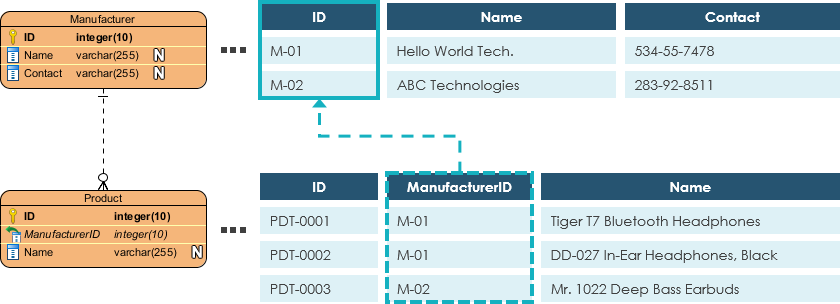 Manufacturer
ID integer(10)
Name varchar(255) N
Contact varchar(255) N
ID Name Contact
M-01 Hello World Tech. 534-55-7478
M-02 ABC Technologies 283-92-8511
Product
ID integer(10)
ManufacturerID integer(10)
Name varchar(255) N
ID ManufacturerID Name
PDT-0001 M-01 Tiger T7 Bluetooth Headphones
PDT-0002 M-01 DD-027 In-Ear Headphones, Black
PDT-0003 M-02 Mr. 1022 Deep Bass Earbuds